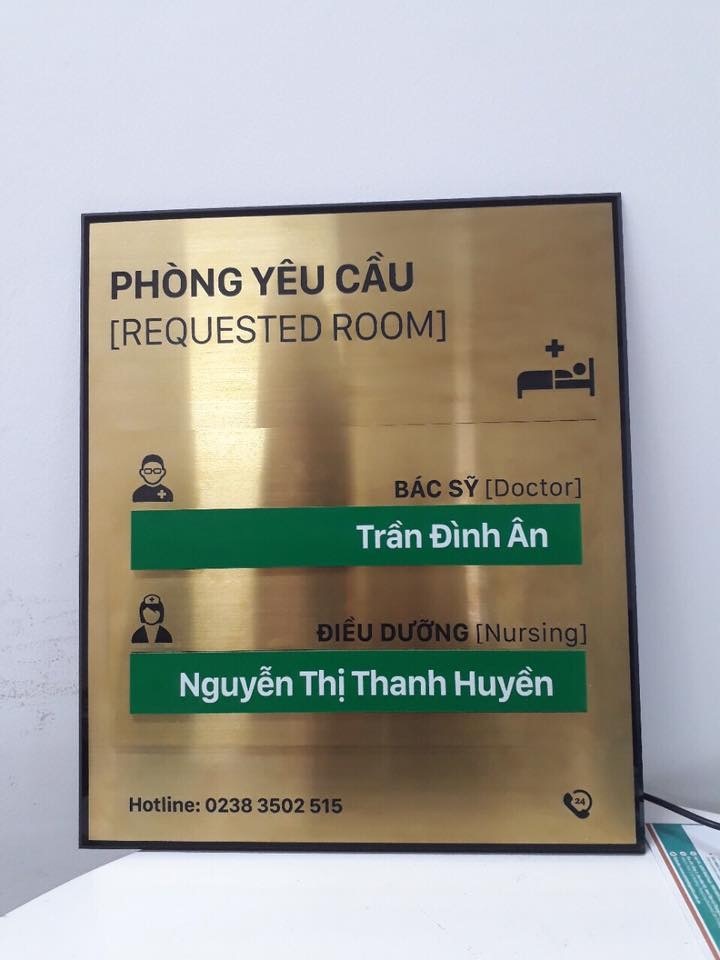 PHÒNG YÊU CẦU
[REQUESTED ROOM]
BÁC SỸ [Doctor]
Trần Đình Ân
ĐIỀU DƯỠNG [Nursing]
Nguyễn Thị Thanh Huyền
Hotline: 0238 3502 515
24